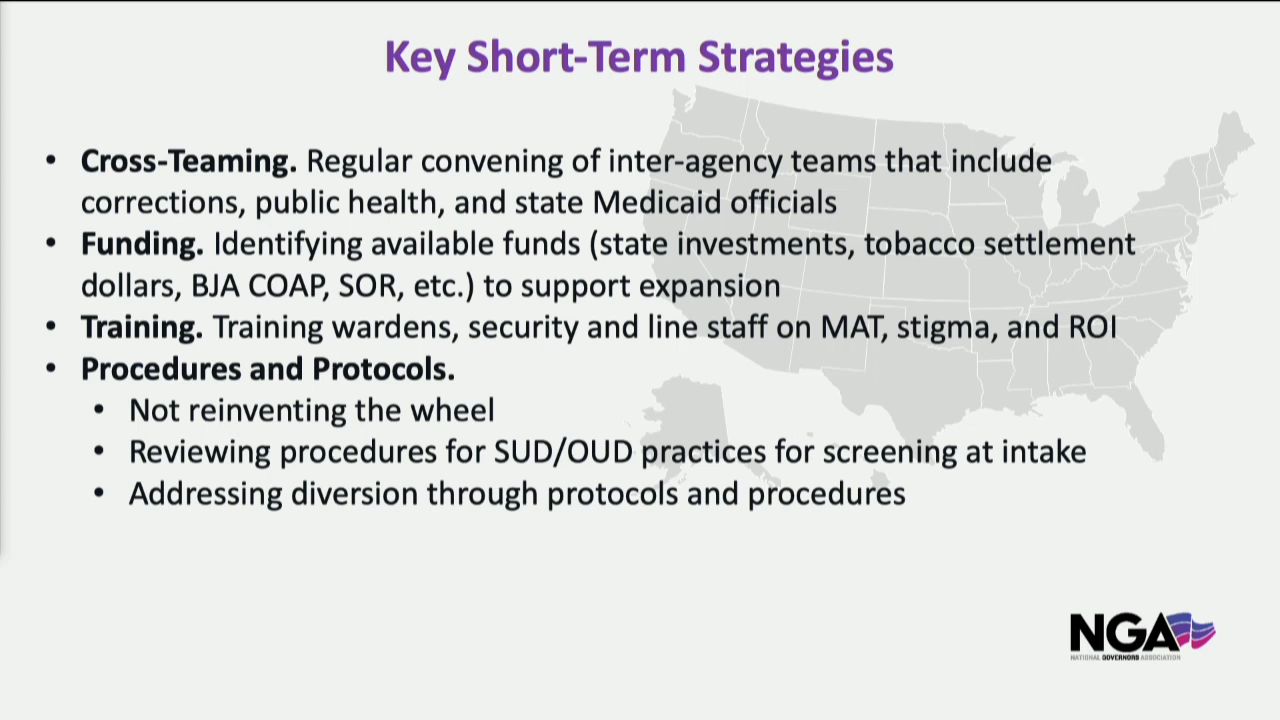 Key Short-Term Strategies
• Cross-Teaming. Regular convening of inter-agency teams that include
corrections, public health, and state Medicaid officials
• Funding. Identifying available funds (state investments, tobacco settlement
dollars, BJA COAP, SOR, etc.) to support expansion
• Training. Training wardens, security and line staff on MAT, stigma, and ROI
• Procedures and Protocols.
• Not reinventing the wheel
• Reviewing procedures for SUD/OUD practices for screening at intake
• Addressing diversion through protocols and procedures
NGA
NATIONAL GOVERNORS ASSOCIATION